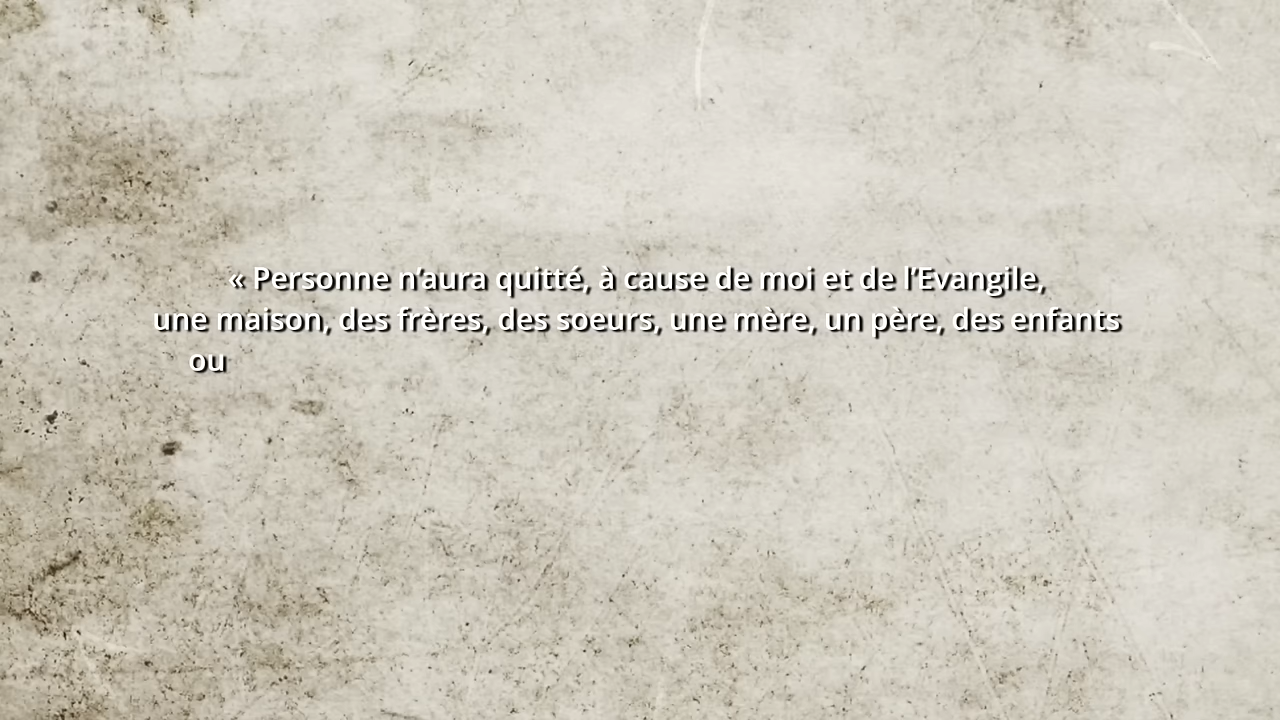 « Personne n’aura quitté, à cause de moi et de l’Evangile,
une maison, des frères, des soeurs, une mère, un père, des enfants
ou